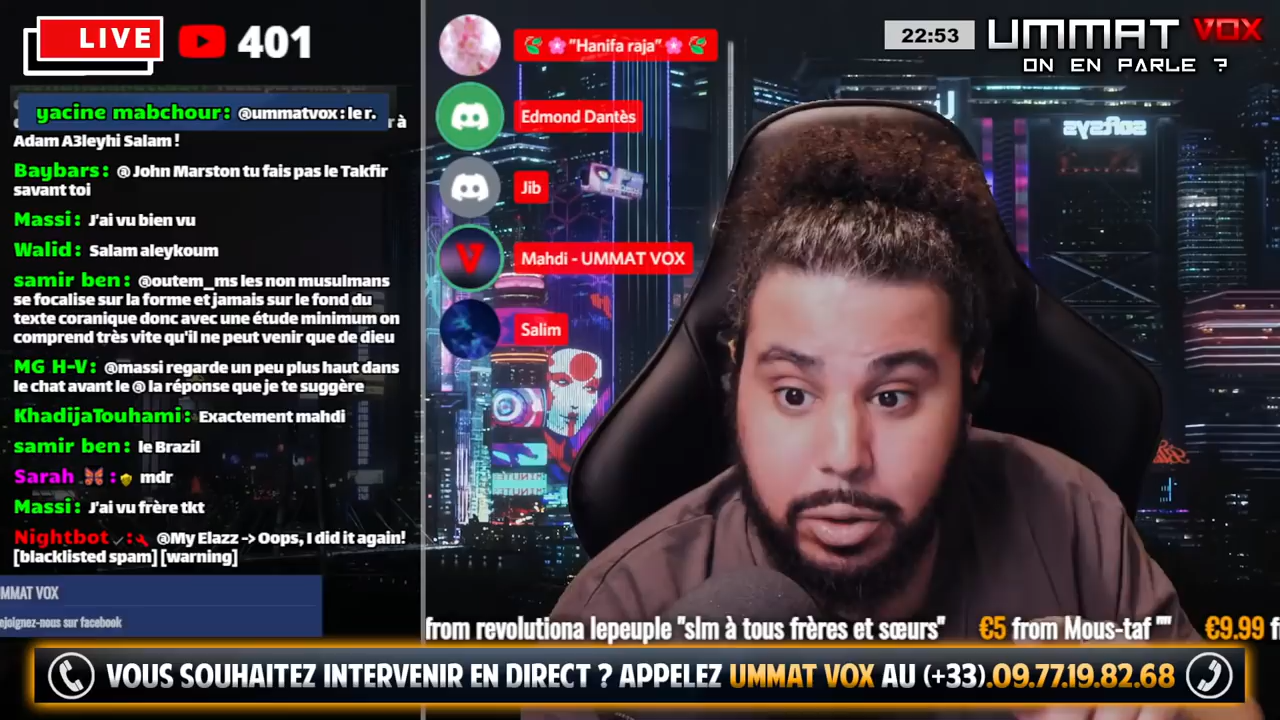 LIVE
401
yacine mabchour : @ummatvox : le r.
r à
Adam A3leyhi Salam !
Baybars : @ John Marston tu fais pas le Takfir
savant toi
Massi : J'ai vu bien vu
Walid : Salam aleykoum
samir ben : @outem_ms les non musulmans
se focalise sur la forme et jamais sur le fond du
texte coranique donc avec une étude minimum on
comprend très vite qu'il ne peut venir que de dieu
MG H-V : @massi regarde un peu plus haut dans
le chat avant le @ la réponse que je te suggère
KhadijaTouhami : Exactement mahdi
samir ben : le Brazil
Sarah : mdr
Massi : J'ai vu frère tkt
Nightbot : @My Elazz -> Oops, I did it again!
[blacklisted spam] [warning]
MMAT VOX
ejoignez-nous sur facebook
"Hanifa raja"
Edmond Dantès
Jib
Mahdi - UMMAT VOX
Salim
22:53
UMMAT VOX
ON EN PARLE ?
from revolutiona lepeuple "slm à tous frères et sœurs" €5 from Mous-taf "" €9.99 f
VOUS SOUHAITEZ INTERVENIR EN DIRECT ? APPELEZ UMMAT VOX AU (+33).09.77.19.82.68